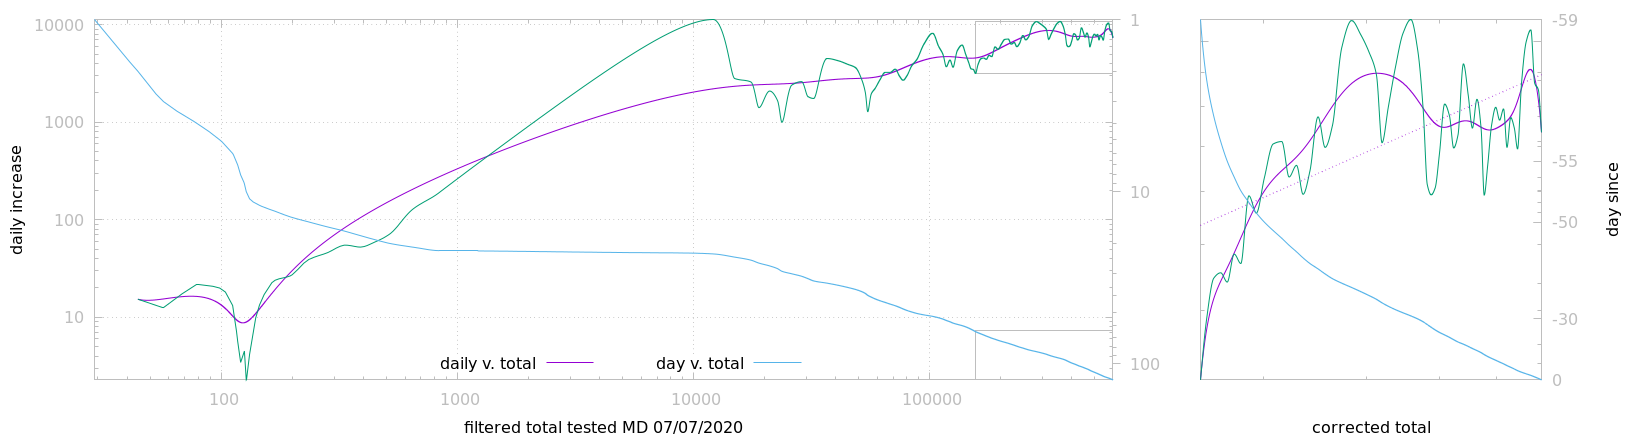 10000
1000
100
10
daily increase
100
1000
10000
100000
filtered total tested MD 07/07/2020
daily v. total
day v. total
1
10
100
-59
-55
-50
-30
0
day since
corrected total